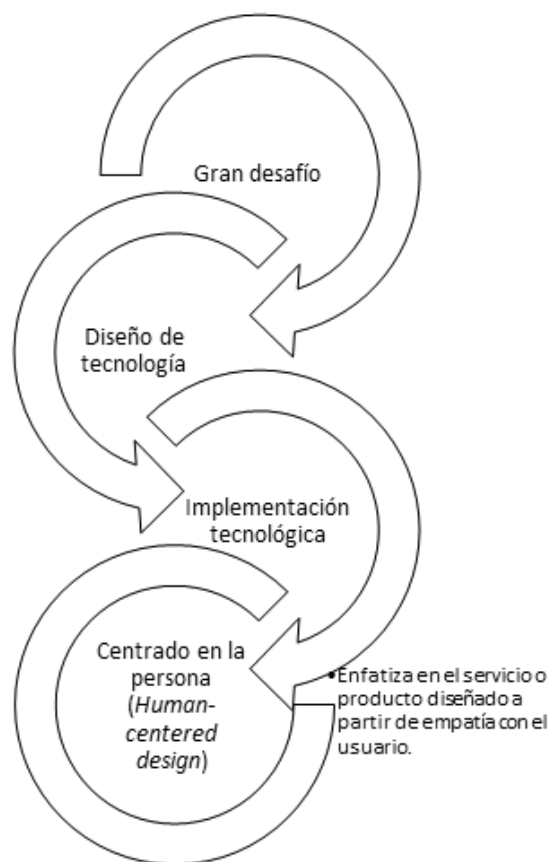 Gran desafío
Diseño de
tecnología
Implementación
tecnológica
Centrado en la
persona
(Human-
centered
design)
•Enfatiza en el servicio o
producto diseñado a
partir de empatía con el
usuario.